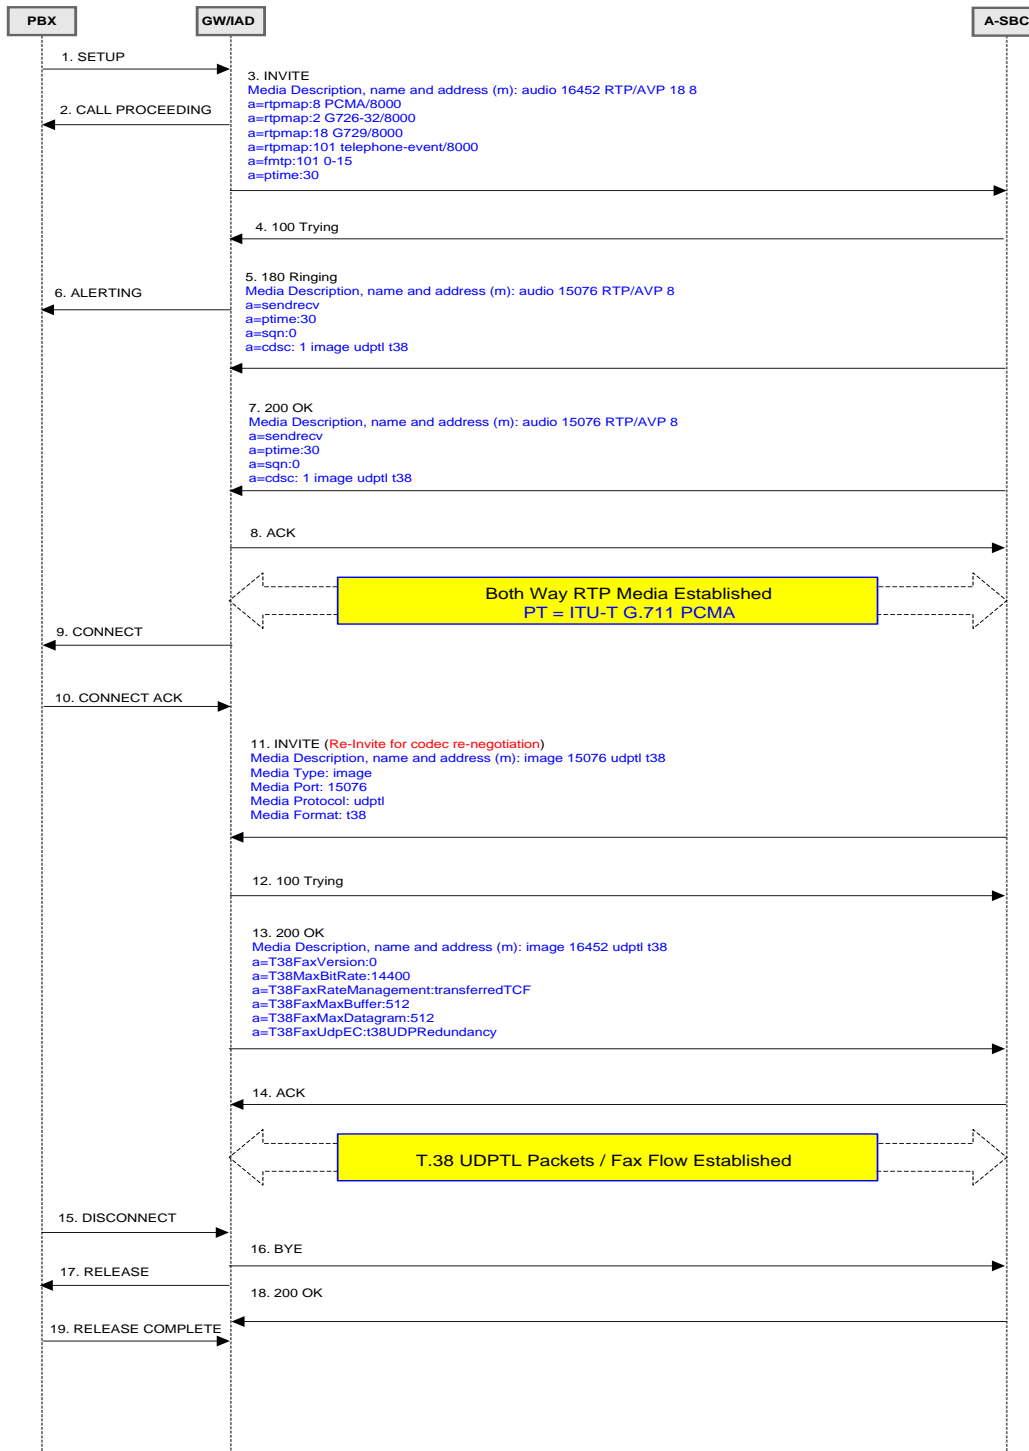 PBX
GW/IAD
A-SBC
1. SETUP
2. CALL PROCEEDING
3. INVITE
Media Description, name and address (m): audio 16452 RTP/AVP 18 8
a=rtpmap:8 PCMA/8000
a=rtpmap:2 G726-32/8000
a=rtpmap:18 G729/8000
a=rtpmap:101 telephone-event/8000
a=fmtp:101 0-15
a=ptime:30
4. 100 Trying
5. 180 Ringing
Media Description, name and address (m): audio 15076 RTP/AVP 8
a=sendrecv
a=ptime:30
a=sqn:0
a=cdsc: 1 image udptl t38
6. ALERTING
7. 200 OK
Media Description, name and address (m): audio 15076 RTP/AVP 8
a=sendrecv
a=ptime:30
a=sqn:0
a=cdsc: 1 image udptl t38
8. ACK
Both Way RTP Media Established
PT = ITU-T G.711 PCMA
9. CONNECT
10. CONNECT ACK
11. INVITE (Re-Invite for codec re-negotiation)
Media Description, name and address (m): image 15076 udptl t38
Media Type: image
Media Port: 15076
Media Protocol: udptl
Media Format: t38
12. 100 Trying
13. 200 OK
Media Description, name and address (m): image 16452 udptl t38
a=T38FaxVersion:0
a=T38MaxBitRate:14400
a=T38FaxRateManagement:transferredTCF
a=T38FaxMaxBuffer:512
a=T38FaxMaxDatagram:512
a=T38FaxUdpEC:t38UDPRedundancy
14. ACK
T.38 UDPTL Packets / Fax Flow Established
15. DISCONNECT
16. BYE
17. RELEASE
18. 200 OK
19. RELEASE COMPLETE